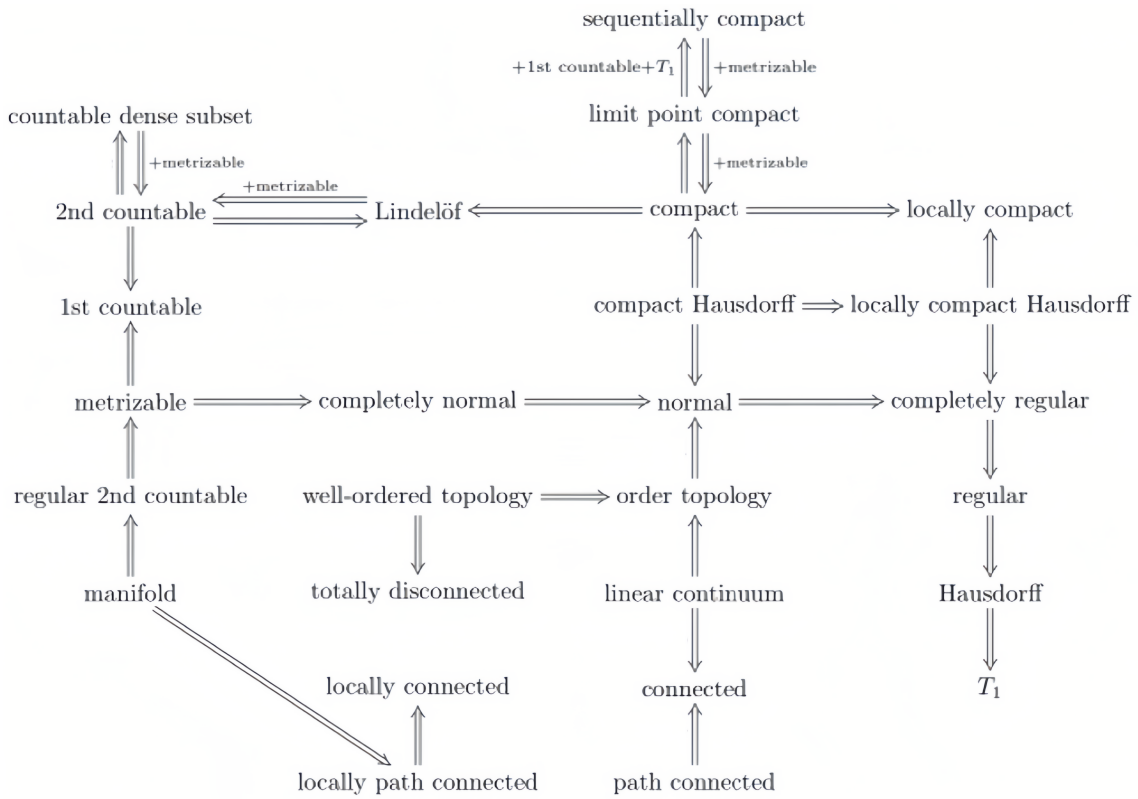 sequentially compact
+1st countable+T₁ +metrizable
limit point compact
countable dense subset
+metrizable
+metrizable
+metrizable
2nd countable Lindelöf compact locally compact
1st countable compact Hausdorff locally compact Hausdorff
metrizable completely normal normal completely regular
regular 2nd countable well-ordered topology order topology regular
manifold totally disconnected linear continuum Hausdorff
locally connected connected T₁
locally path connected path connected